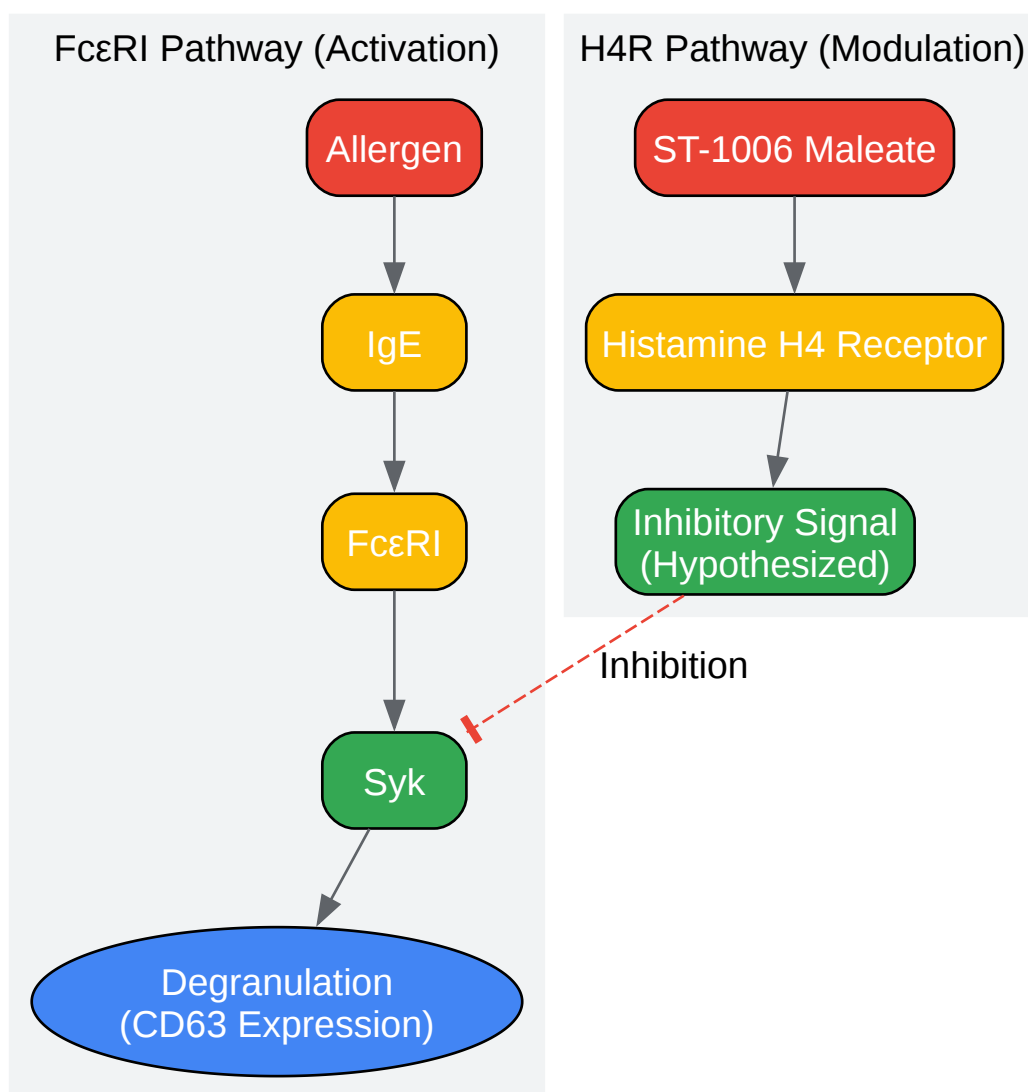 FcεRI Pathway (Activation)
Allergen
IgE
FcεRI
Syk
Degranulation
(CD63 Expression)
H4R Pathway (Modulation)
ST-1006 Maleate
Histamine H4 Receptor
Inhibitory Signal
(Hypothesized)
Inhibition